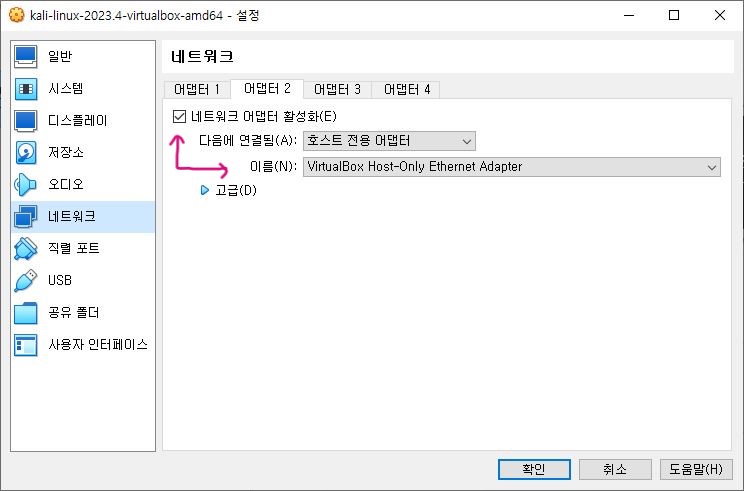 kali-linux-2023.4-virtualbox-amd64 - 설정
일반
시스템
디스플레이
저장소
오디오
네트워크
직렬 포트
USB
공유 폴더
사용자 인터페이스
네트워크
어댑터 1 어댑터 2 어댑터 3 어댑터 4
네트워크 어댑터 활성화(E)
다음에 연결됨(A): 호스트 전용 어댑터
이름(N): VirtualBox Host-Only Ethernet Adapter
고급(D)
확인 취소 도움말(H)